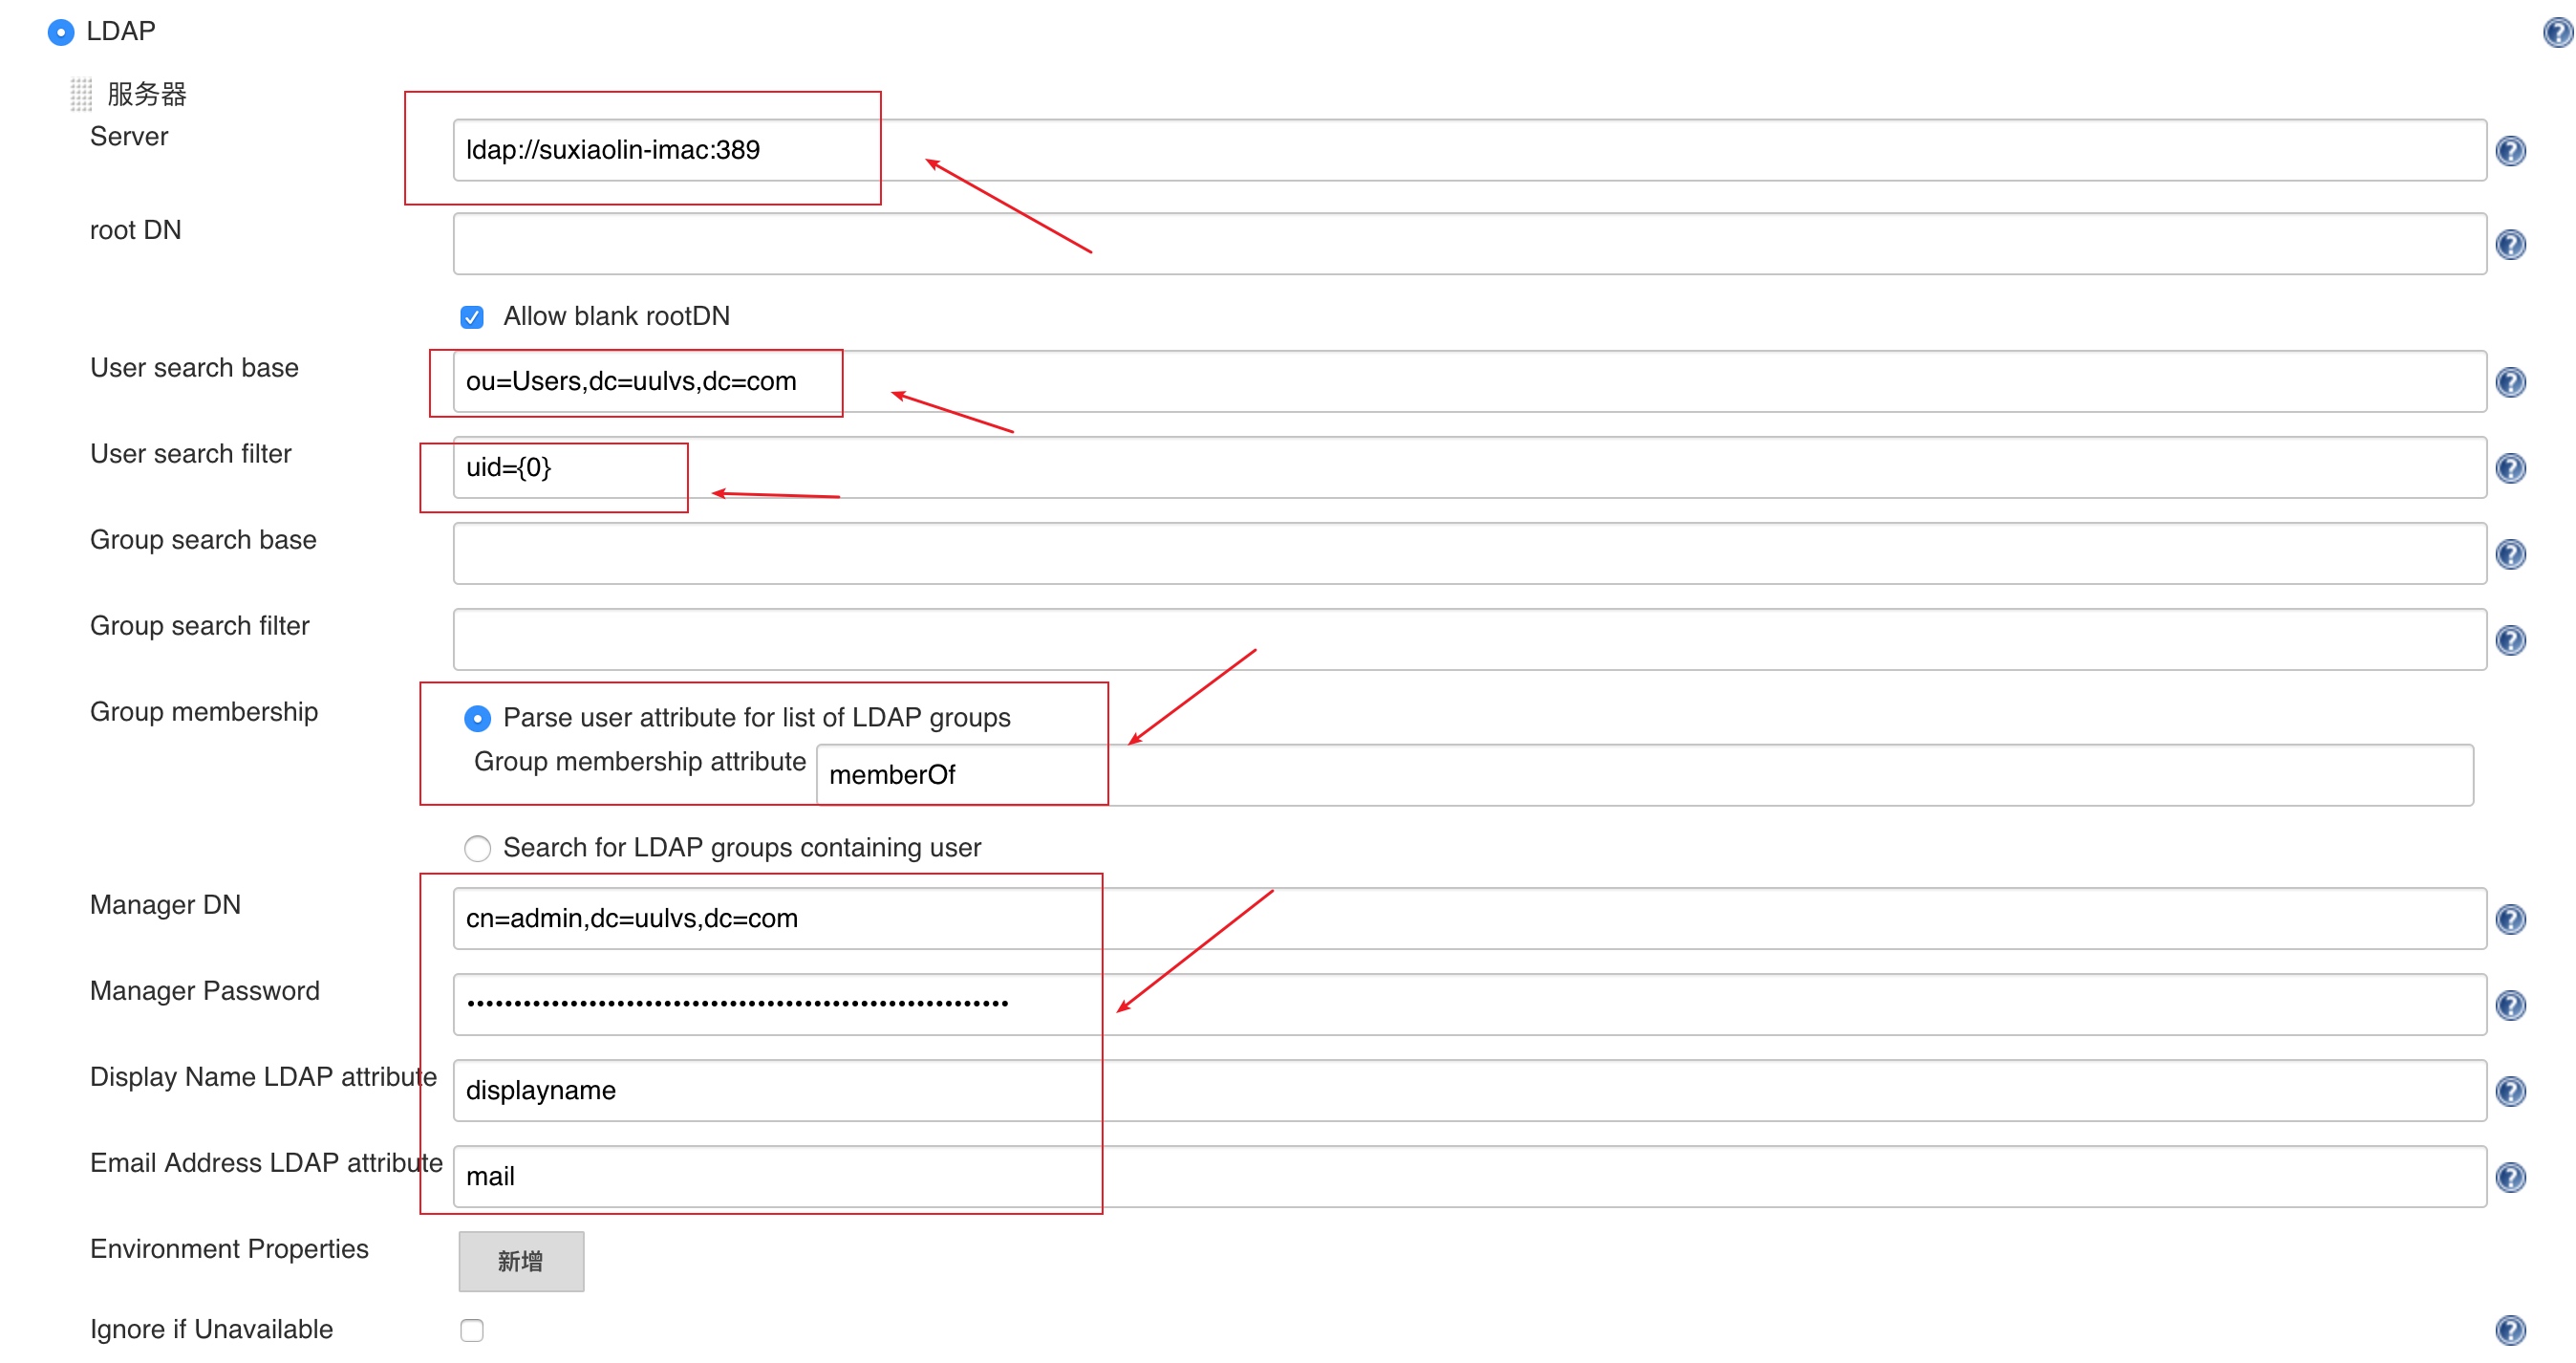 LDAP
服务器
Server
ldap://suxiaolin-imac:389
root DN
Allow blank rootDN
User search base
ou=Users,dc=uulvs,dc=com
User search filter
uid={0}
Group search base
Group search filter
Group membership
Parse user attribute for list of LDAP groups
Group membership attribute
memberOf
Search for LDAP groups containing user
Manager DN
cn=admin,dc=uulvs,dc=com
Manager Password
Display Name LDAP attribute
displayname
Email Address LDAP attribute
mail
Environment Properties
新增
Ignore if Unavailable